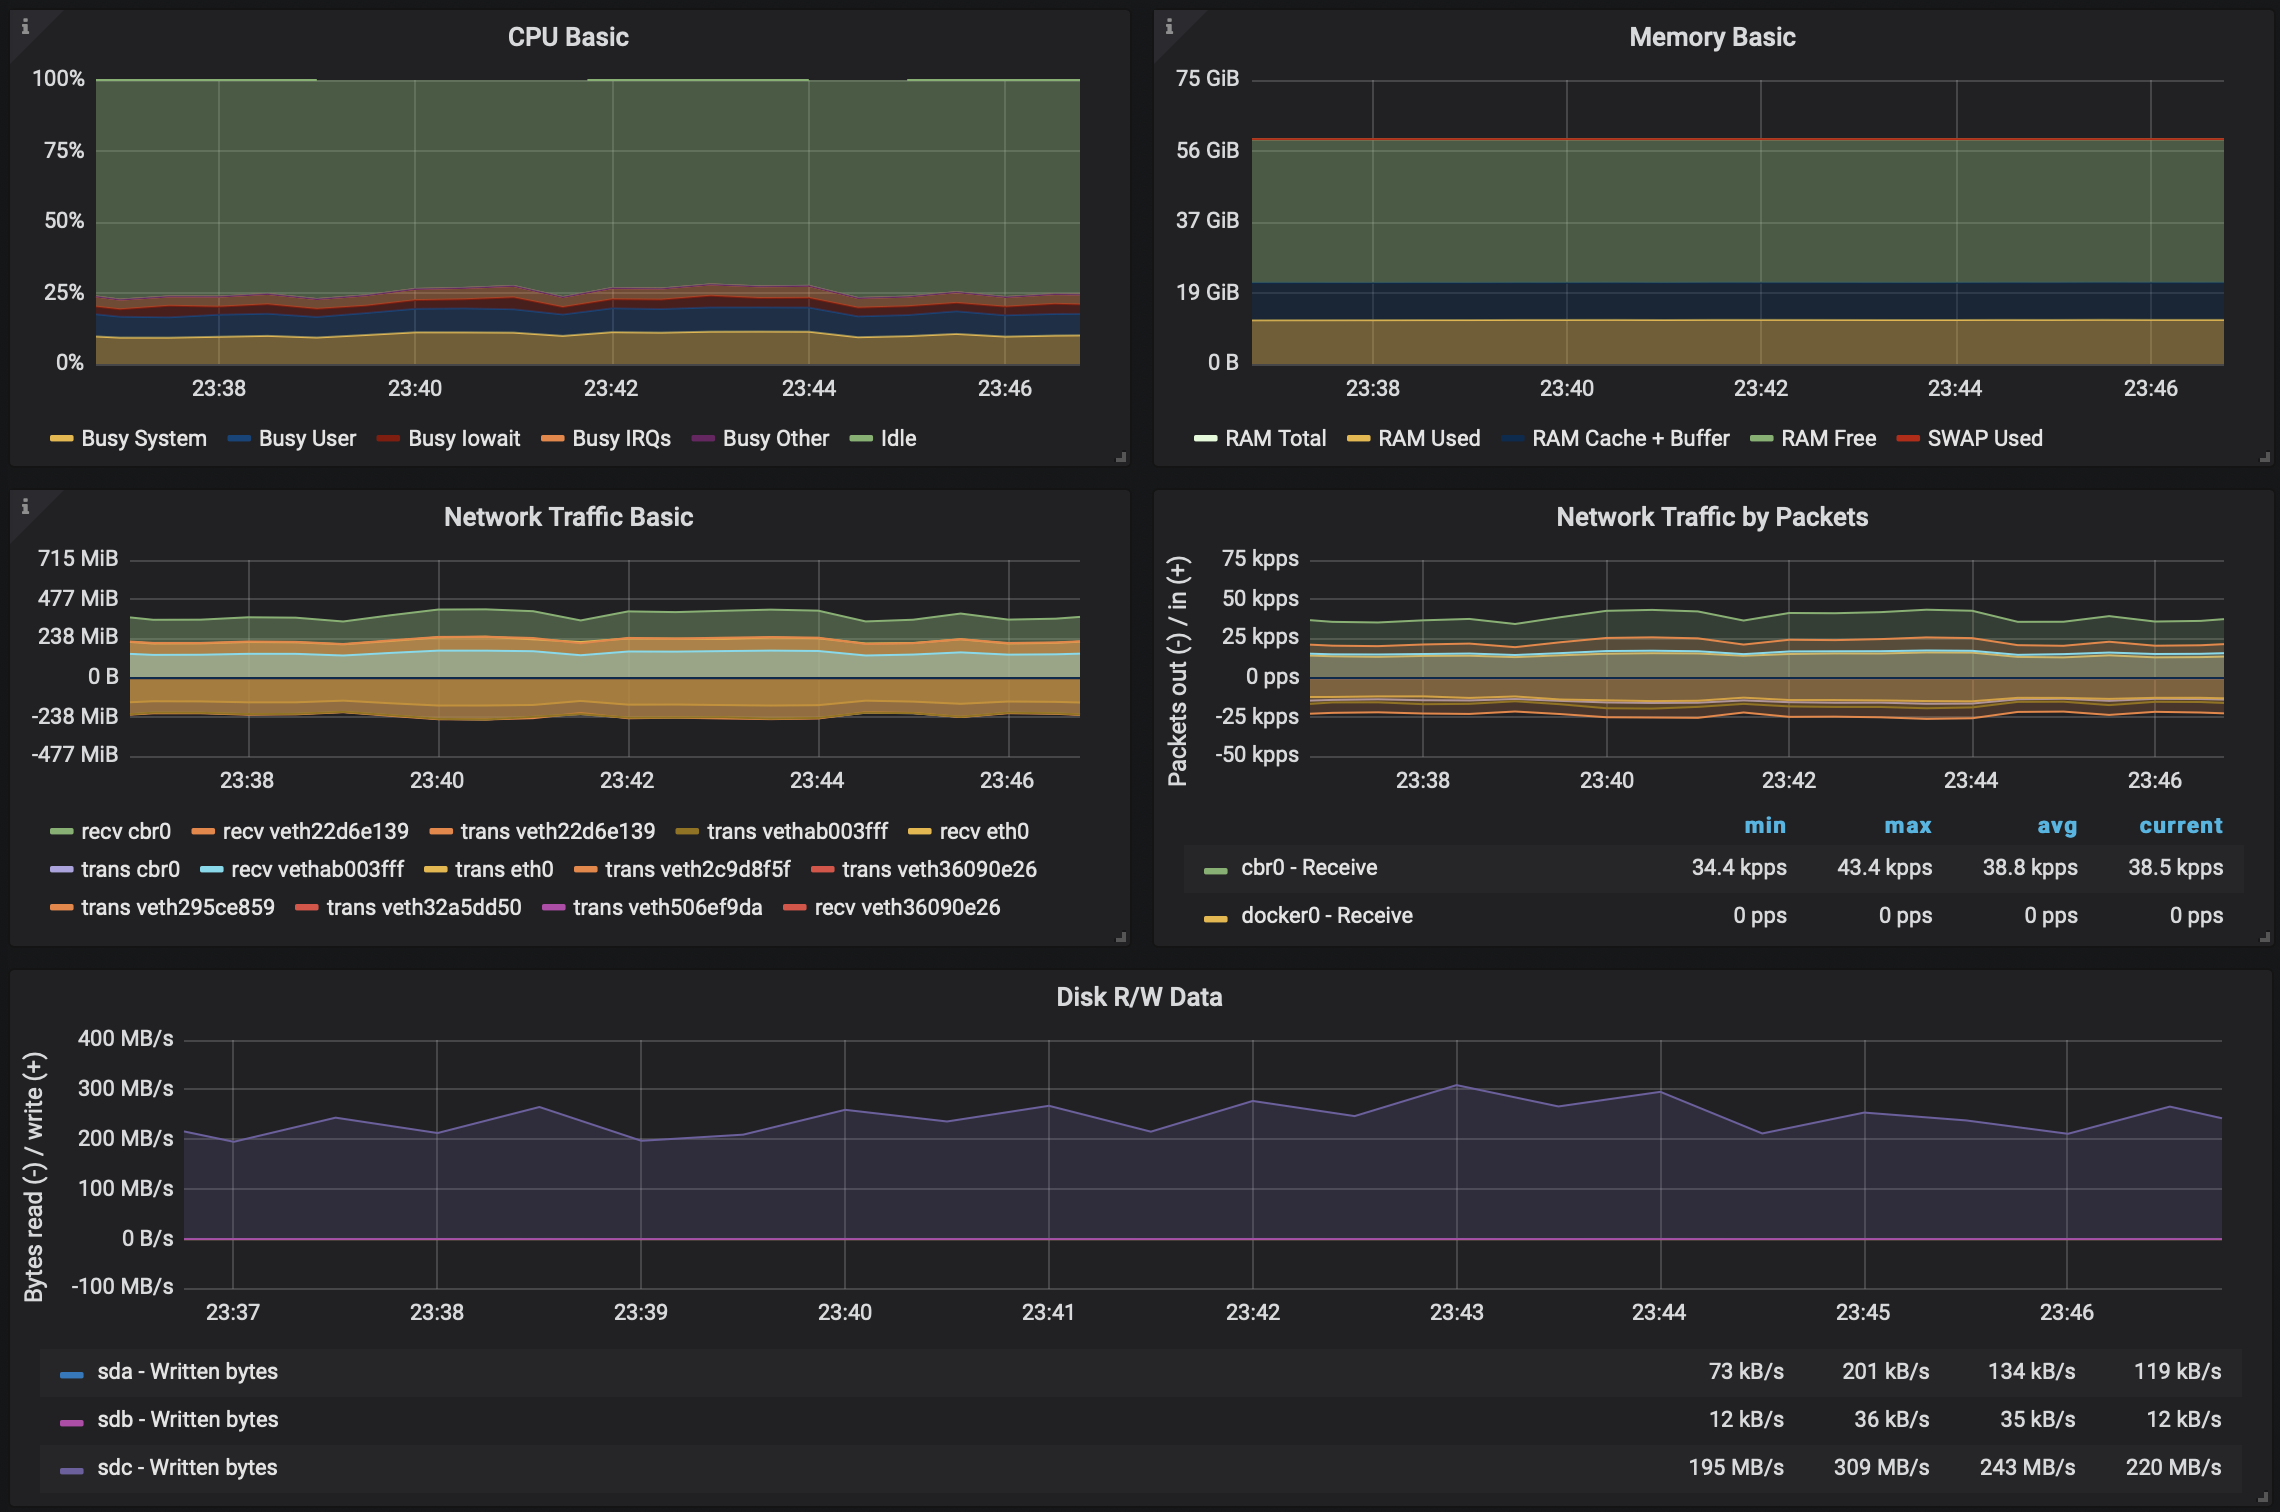 CPU Basic
100%
75%
50%
25%
0%
23:38 23:40 23:42 23:44 23:46
Busy System Busy User Busy Iowait Busy IRQs Busy Other Idle
Memory Basic
75 GiB
56 GiB
37 GiB
19 GiB
0 B
23:38 23:40 23:42 23:44 23:46
RAM Total RAM Used RAM Cache + Buffer RAM Free SWAP Used
Network Traffic Basic
715 MiB
477 MiB
238 MiB
0 B
-238 MiB
-477 MiB
23:38 23:40 23:42 23:44 23:46
recv cbr0 recv veth22d6e139 trans veth22d6e139 trans vethab003fff recv eth0
trans cbr0 recv vethab003fff trans eth0 trans veth2c9d8f5f trans veth36090e26
trans veth295ce859 trans veth32a5dd50 trans veth506ef9da recv veth36090e26
Network Traffic by Packets
Packets out (-) / in (+)
75 kpps
50 kpps
25 kpps
0 pps
-25 kpps
-50 kpps
23:38 23:40 23:42 23:44 23:46
min max avg current
cbr0 - Receive 34.4 kpps 43.4 kpps 38.8 kpps 38.5 kpps
docker0 - Receive 0 pps 0 pps 0 pps 0 pps
Disk R/W Data
Bytes read (-) / write (+)
400 MB/s
300 MB/s
200 MB/s
100 MB/s
0 B/s
-100 MB/s
23:37 23:38 23:39 23:40 23:41 23:42 23:43 23:44 23:45 23:46
sda - Written bytes 73 kB/s 201 kB/s 134 kB/s 119 kB/s
sdb - Written bytes 12 kB/s 36 kB/s 35 kB/s 12 kB/s
sdc - Written bytes 195 MB/s 309 MB/s 243 MB/s 220 MB/s